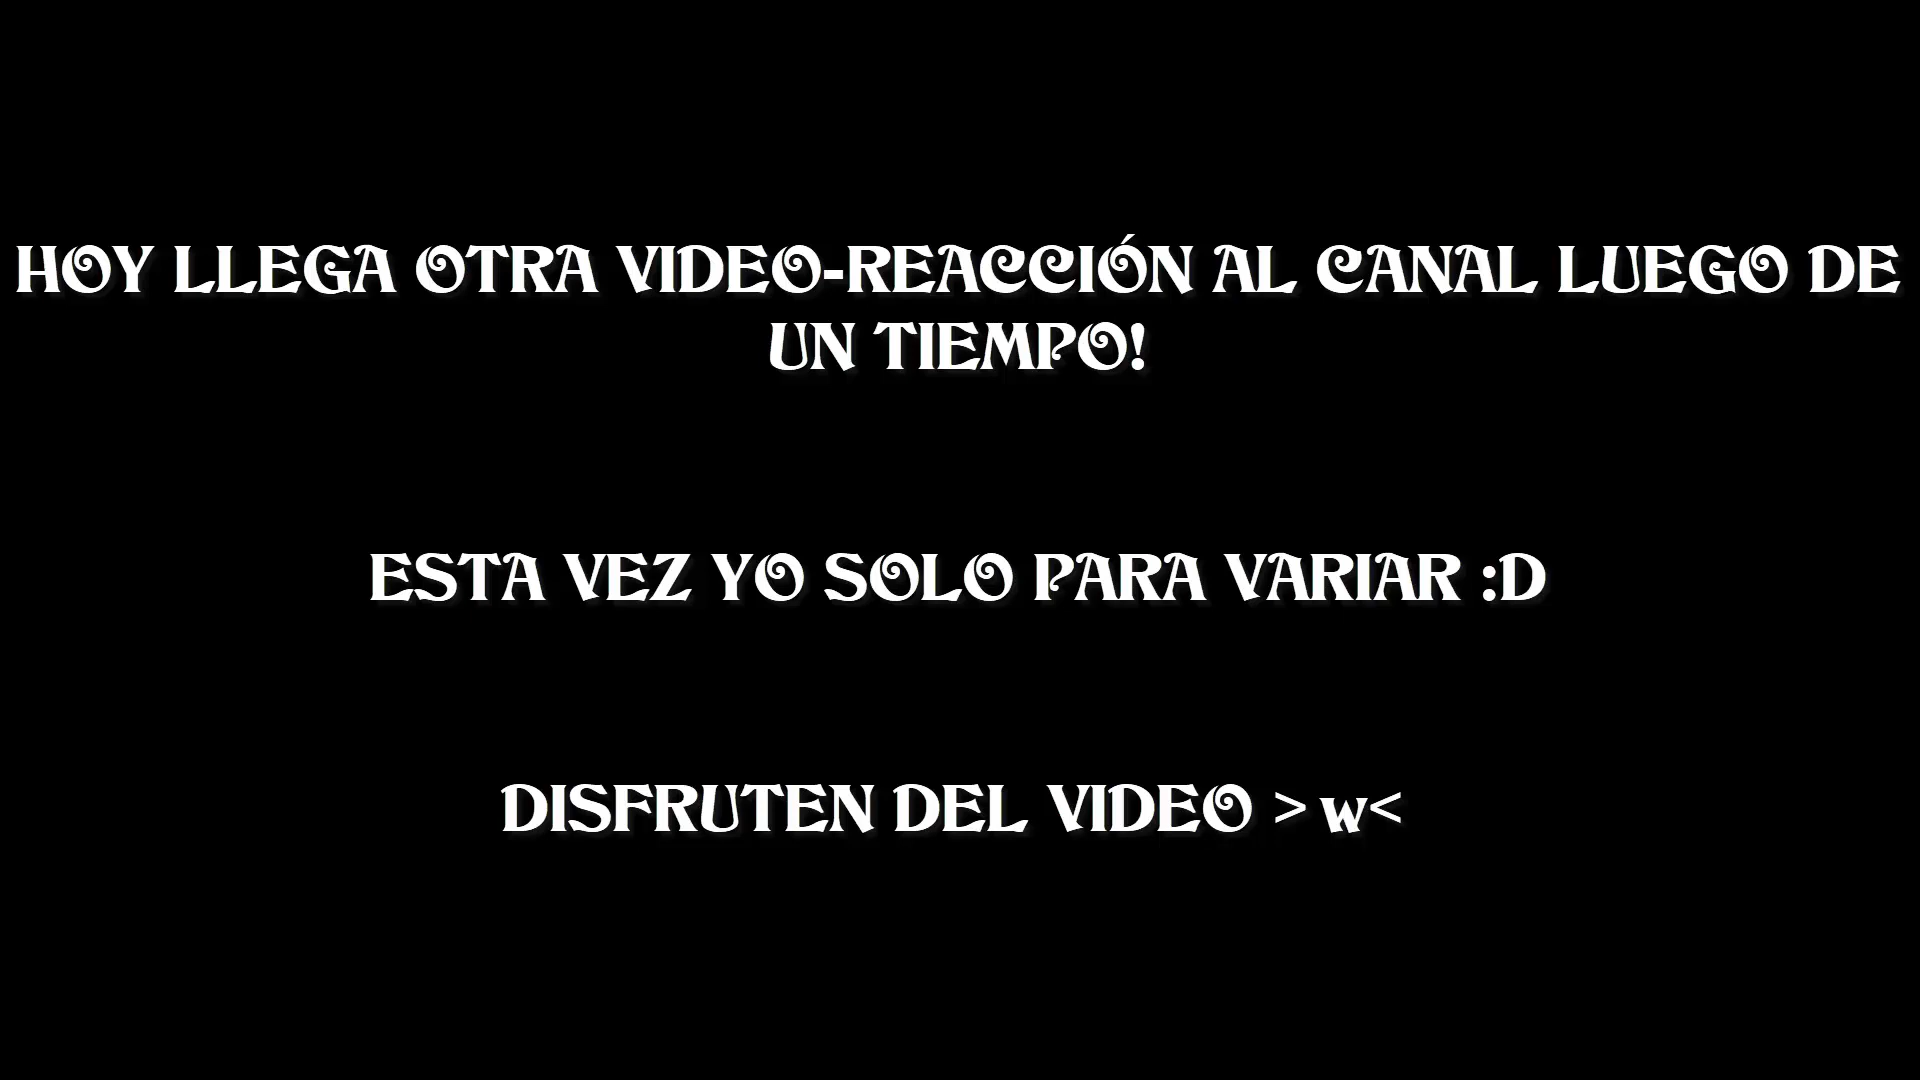 HOY LLEGA OTRA VIDEO-REACCIÓN AL CANAL LUEGO DE
UN TIEMPO!
ESTA VEZ YO SOLO PARA VARIAR :D
DISFRUTEN DEL VIDEO >w<